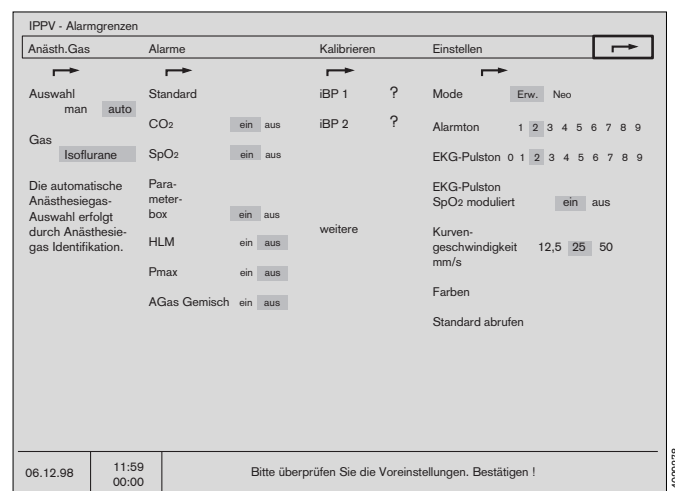 IPPV - Alarmgrenzen
Anästh.Gas Alarme Kalibrieren Einstellen
Auswahl
man auto
Gas
Isoflurane
Die automatische
Anästhesiegas-
Auswahl erfolgt
durch Anästhesie-
gas Identifikation.
Standard
CO2 ein aus
SpO2 ein aus
Para-
meter-
box ein aus
HLM ein aus
Pmax ein aus
AGas Gemisch ein aus
iBP 1 ?
iBP 2 ?
weitere
Mode Erw. Neo
Alarmton 1 2 3 4 5 6 7 8 9
EKG-Pulston 0 1 2 3 4 5 6 7 8 9
EKG-Pulston
SpO2 moduliert ein aus
Kurven-
geschwindigkeit 12,5 25 50
mm/s
Farben
Standard abrufen
06.12.98 11:59
00:00
Bitte überprüfen Sie die Voreinstellungen. Bestätigen !